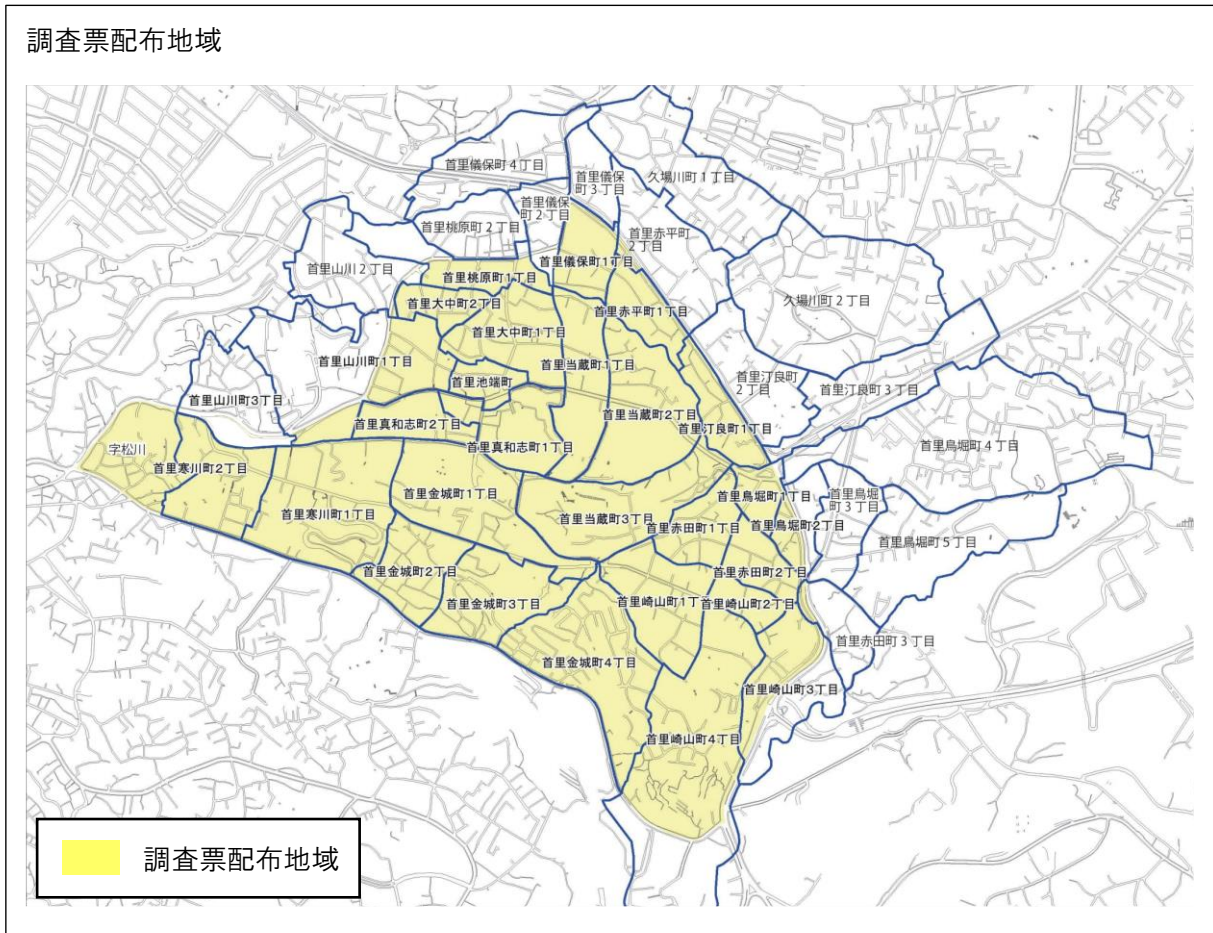 調査票配布地域
首里儀保町4丁目
首里儀保
町3丁目
久場川町1丁目
首里儀保
町2丁目
首里桃原町2丁目
首里赤平町
2丁目
首里山川2丁目
首里儀保町1丁目
首里桃原町1丁目
首里大中町2丁目
久場川町2丁目
首里赤平町1丁目
首里大中町1丁目
首里山川町1丁目
首里当蔵町1丁目
首里池端町
首里汀良町
2丁目
首里汀良町3丁目
首里山川町3丁目
首里当蔵町2丁目
首里真和志町2丁目
首里汀良町1丁目
首里真和志町1丁目
首里鳥堀町4丁目
字松川
首里寒川町2丁目
首里金城町1丁目
首里鳥堀町1丁目
首里鳥堀
町3丁目
首里寒川町1丁目
首里当蔵町3丁目
首里赤田町1丁目
首里鳥堀町2丁目
首里鳥堀町5丁目
首里金城町2丁目
首里赤田町2丁目
首里金城町3丁目
首里崎山町1丁
首里崎山町2丁目
首里赤田町3丁目
首里金城町4丁目
首里崎山町3丁目
首里崎山町4丁目
調査票配布地域